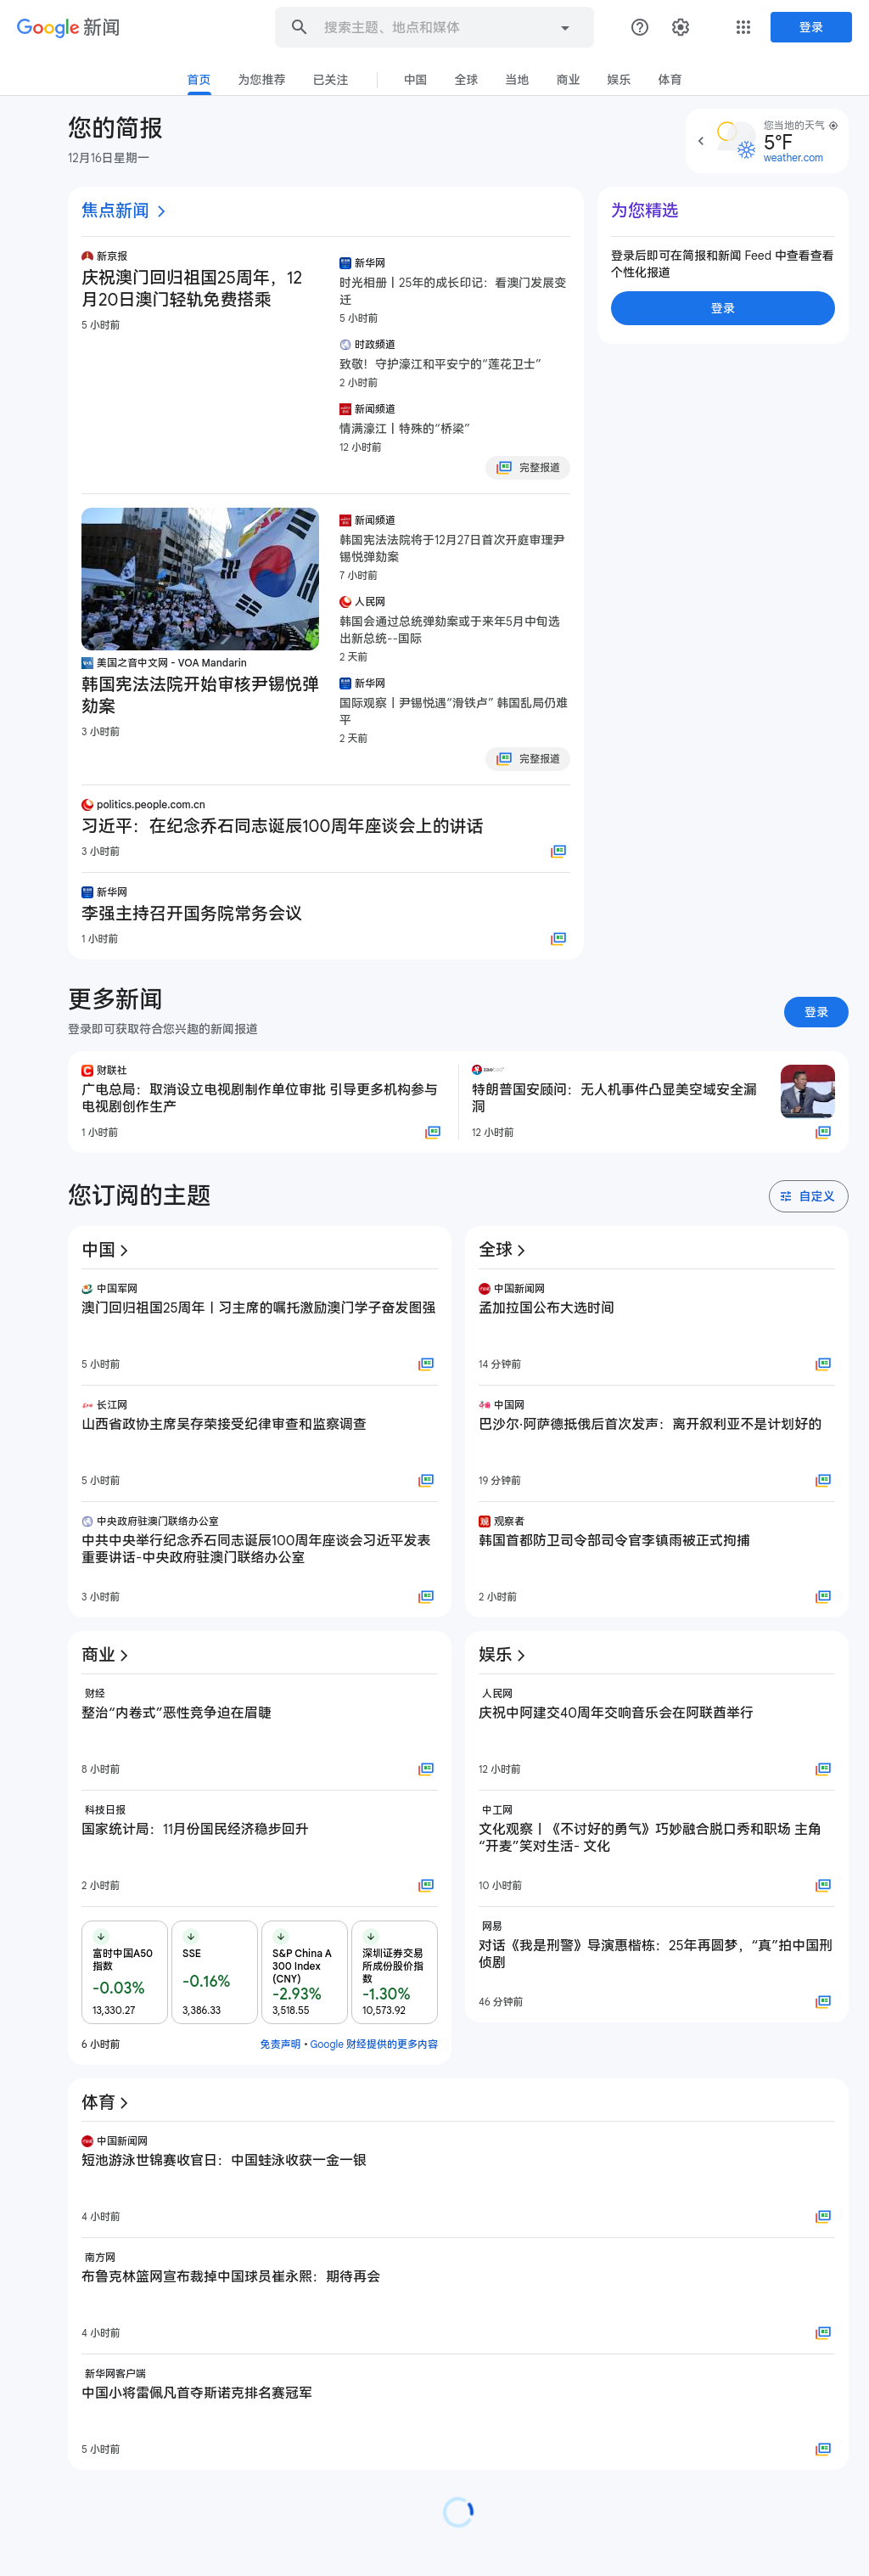 Google 新闻
搜索主题、地点和媒体
登录
首页
为您推荐
已关注
中国
全球
当地
商业
娱乐
体育
您的简报
12月16日星期一
您当地的天气
5°F
weather.com
焦点新闻
新京报
庆祝澳门回归祖国25周年，12
月20日澳门轻轨免费搭乘
5 小时前
新华网
时光相册丨25年的成长印记：看澳门发展变
迁
5 小时前
时政频道
致敬！守护濠江和平安宁的“莲花卫士”
2 小时前
新闻频道
情满濠江丨特殊的“桥梁”
12 小时前
完整报道
为您精选
登录后即可在简报和新闻 Feed 中查看查看
个性化报道
登录
美国之音中文网 - VOA Mandarin
韩国宪法法院开始审核尹锡悦弹
劾案
3 小时前
新闻频道
韩国宪法法院将于12月27日首次开庭审理尹
锡悦弹劾案
7 小时前
人民网
韩国会通过总统弹劾案或于来年5月中旬选
出新总统--国际
2 天前
新华网
国际观察丨尹锡悦遇“滑铁卢” 韩国乱局仍难
平
2 天前
完整报道
politics.people.com.cn
习近平：在纪念乔石同志诞辰100周年座谈会上的讲话
3 小时前
新华网
李强主持召开国务院常务会议
1 小时前
更多新闻
登录即可获取符合您兴趣的新闻报道
登录
财联社
广电总局：取消设立电视剧制作单位审批 引导更多机构参与
电视剧创作生产
1 小时前
特朗普国安顾问：无人机事件凸显美空域安全漏
洞
12 小时前
您订阅的主题
自定义
中国
中国军网
澳门回归祖国25周年丨习主席的嘱托激励澳门学子奋发图强
5 小时前
长江网
山西省政协主席吴存荣接受纪律审查和监察调查
5 小时前
中央政府驻澳门联络办公室
中共中央举行纪念乔石同志诞辰100周年座谈会习近平发表
重要讲话-中央政府驻澳门联络办公室
3 小时前
全球
中国新闻网
孟加拉国公布大选时间
14 分钟前
中国网
巴沙尔·阿萨德抵俄后首次发声：离开叙利亚不是计划好的
19 分钟前
观察者
韩国首都防卫司令部司令官李镇雨被正式拘捕
2 小时前
商业
财经
整治“内卷式”恶性竞争迫在眉睫
8 小时前
科技日报
国家统计局：11月份国民经济稳步回升
2 小时前
富时中国A50
指数
-0.03%
13,330.27
SSE
-0.16%
3,386.33
S&P China A
300 Index
(CNY)
-2.93%
3,518.55
深圳证券交易
所成份股价指
数
-1.30%
10,573.92
6 小时前
免责声明 • Google 财经提供的更多内容
娱乐
人民网
庆祝中阿建交40周年交响音乐会在阿联酋举行
12 小时前
中工网
文化观察丨《不讨好的勇气》巧妙融合脱口秀和职场 主角
“开麦”笑对生活- 文化
10 小时前
网易
对话《我是刑警》导演惠楷栋：25年再圆梦，“真”拍中国刑
侦剧
46 分钟前
体育
中国新闻网
短池游泳世锦赛收官日：中国蛙泳收获一金一银
4 小时前
南方网
布鲁克林篮网宣布裁掉中国球员崔永熙：期待再会
4 小时前
新华网客户端
中国小将雷佩凡首夺斯诺克排名赛冠军
5 小时前